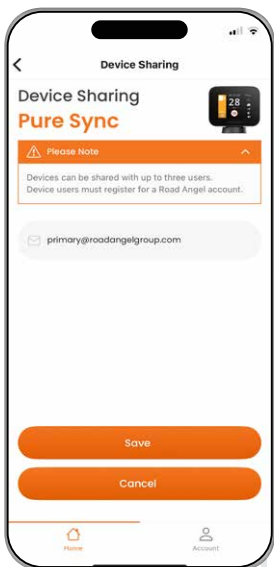 Device Sharing
Device Sharing
Pure Sync
28
Please Note
Devices can be shared with up to three users.
Device users must register for a Road Angel account.
primary@roadangelgroup.com
Save
Cancel
Home
Account